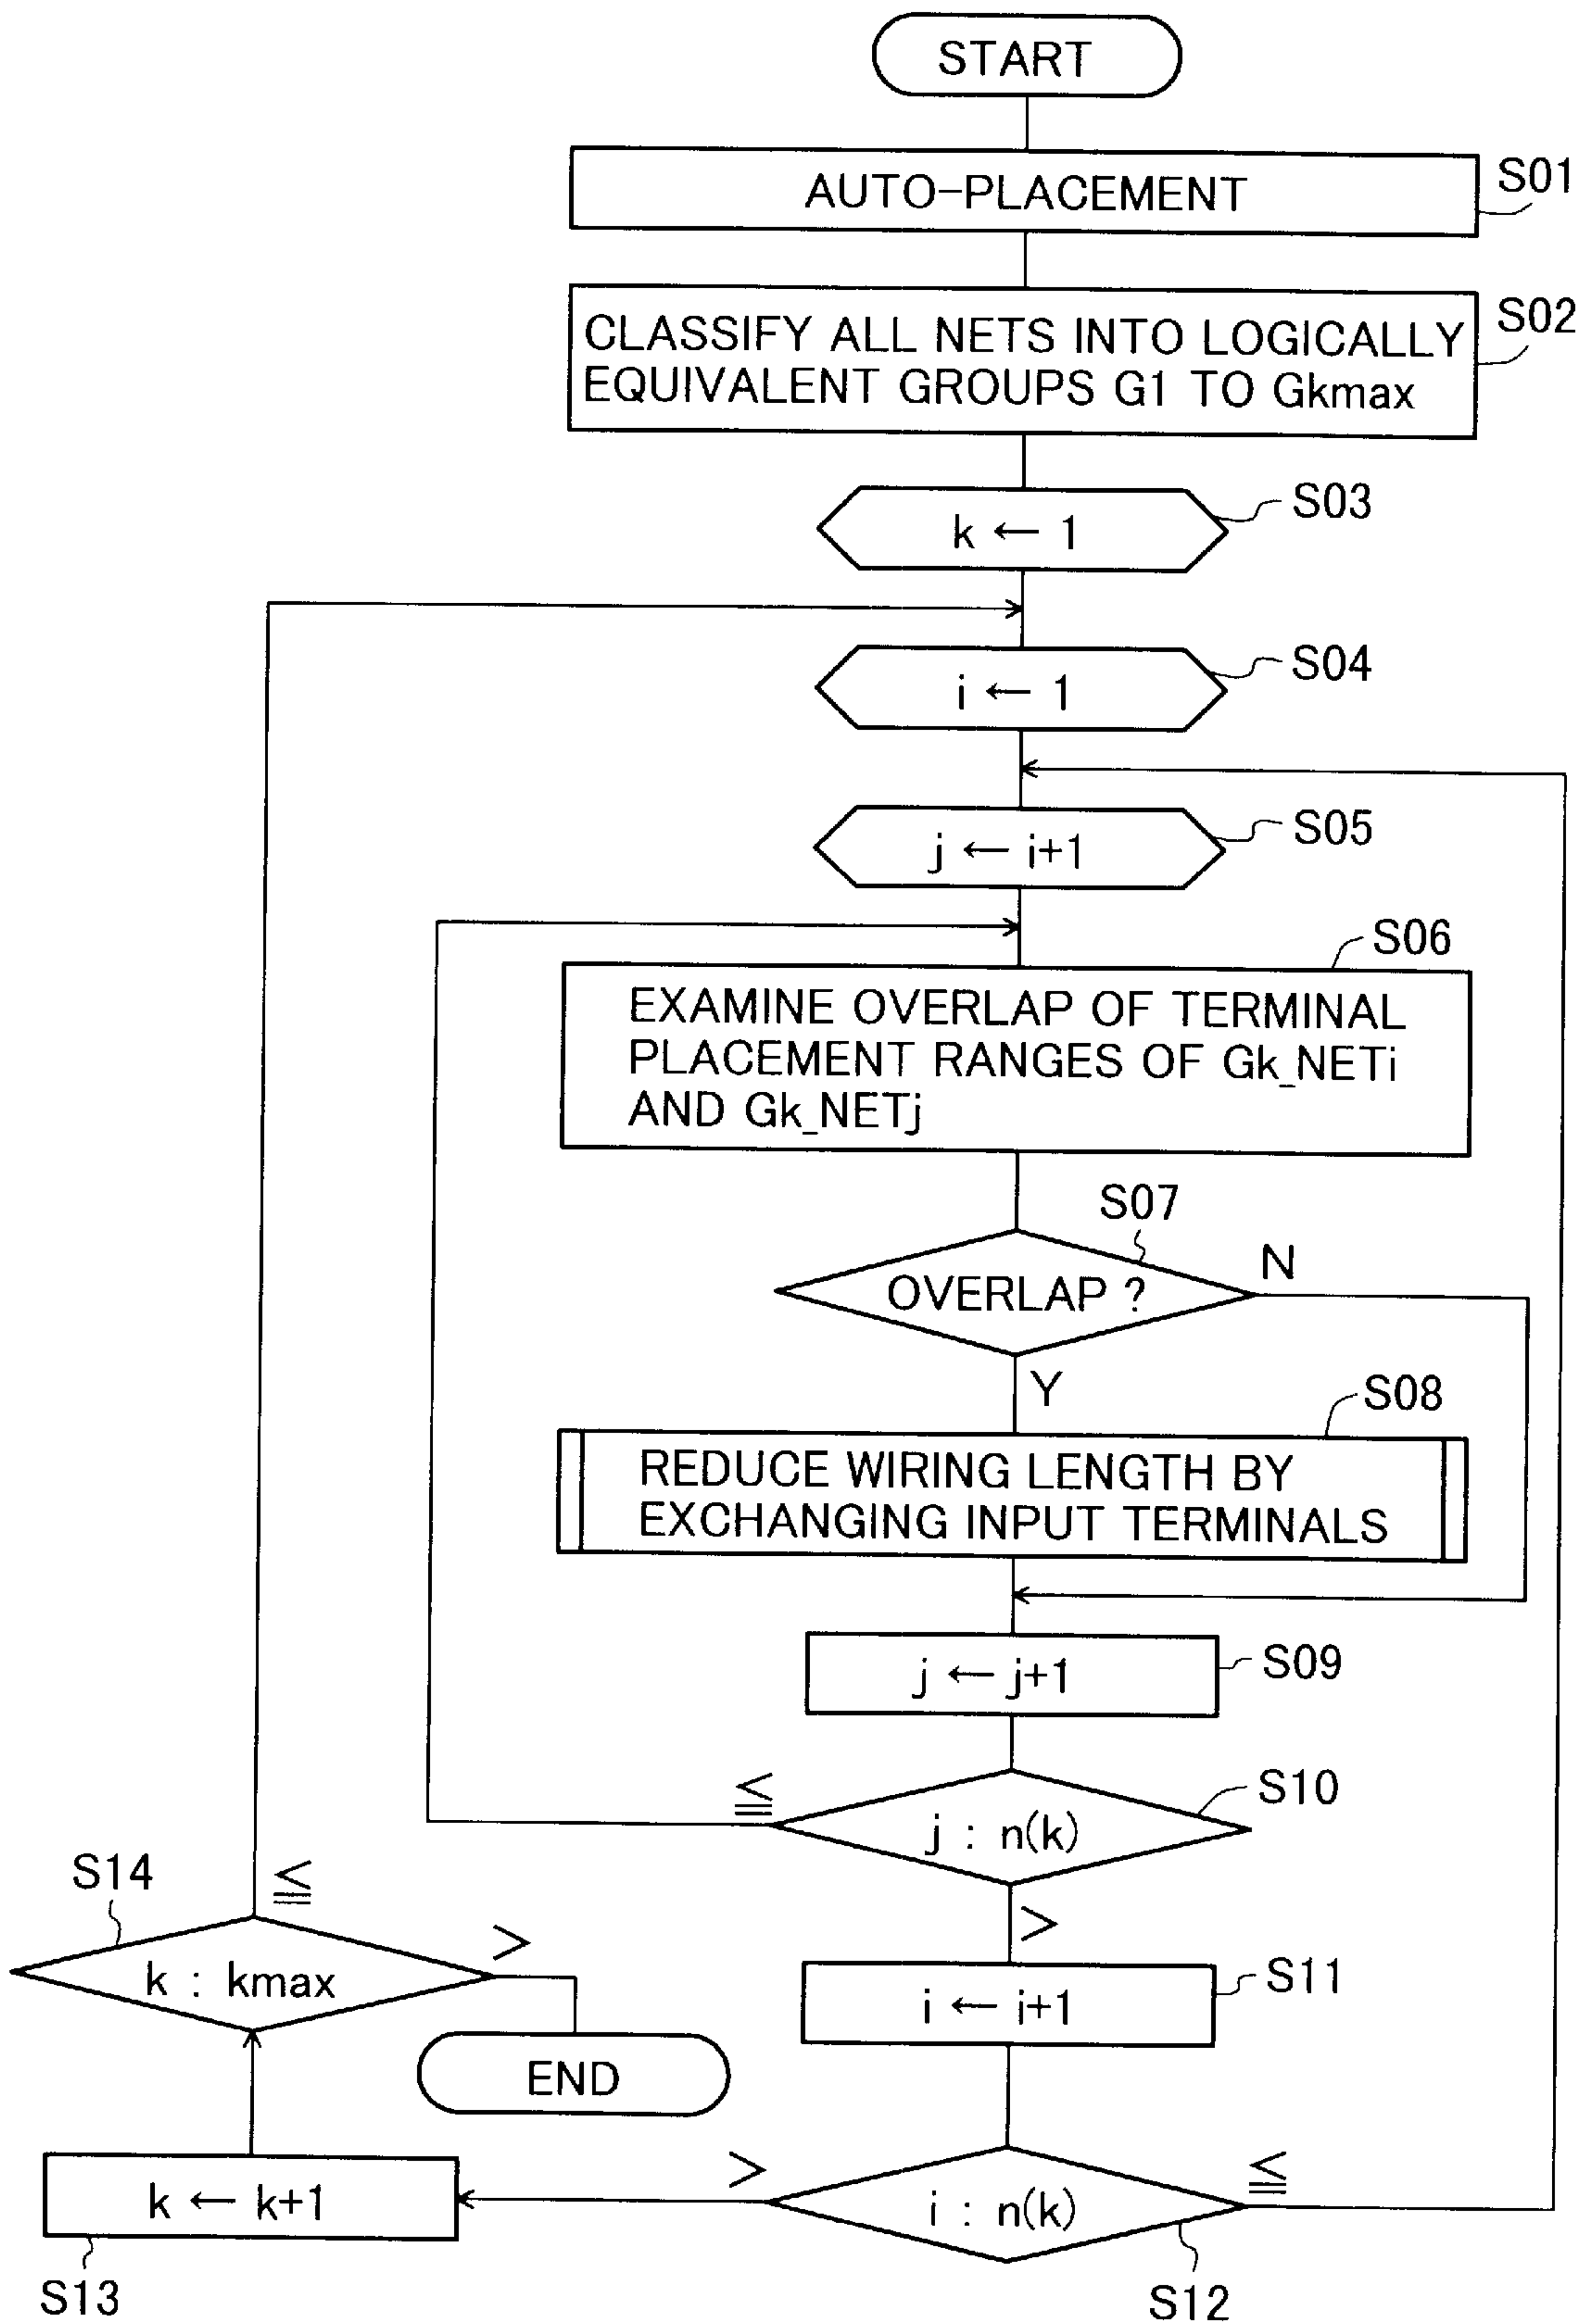 START
AUTO-PLACEMENT
S01
CLASSIFY ALL NETS INTO LOGICALLY
EQUIVALENT GROUPS G1 TO Gkmax
S02
k ← 1
S03
i ← 1
S04
j ← i+1
S05
S06
EXAMINE OVERLAP OF TERMINAL
PLACEMENT RANGES OF Gk_NETi
AND Gk_NETj
S07
OVERLAP ?
N
Y
S08
REDUCE WIRING LENGTH BY
EXCHANGING INPUT TERMINALS
j ← j+1
S09
≦
j : n(k)
S10
>
S14
≦
k : kmax
>
i ← i+1
S11
END
k ← k+1
S13
>
i : n(k)
≦
S12